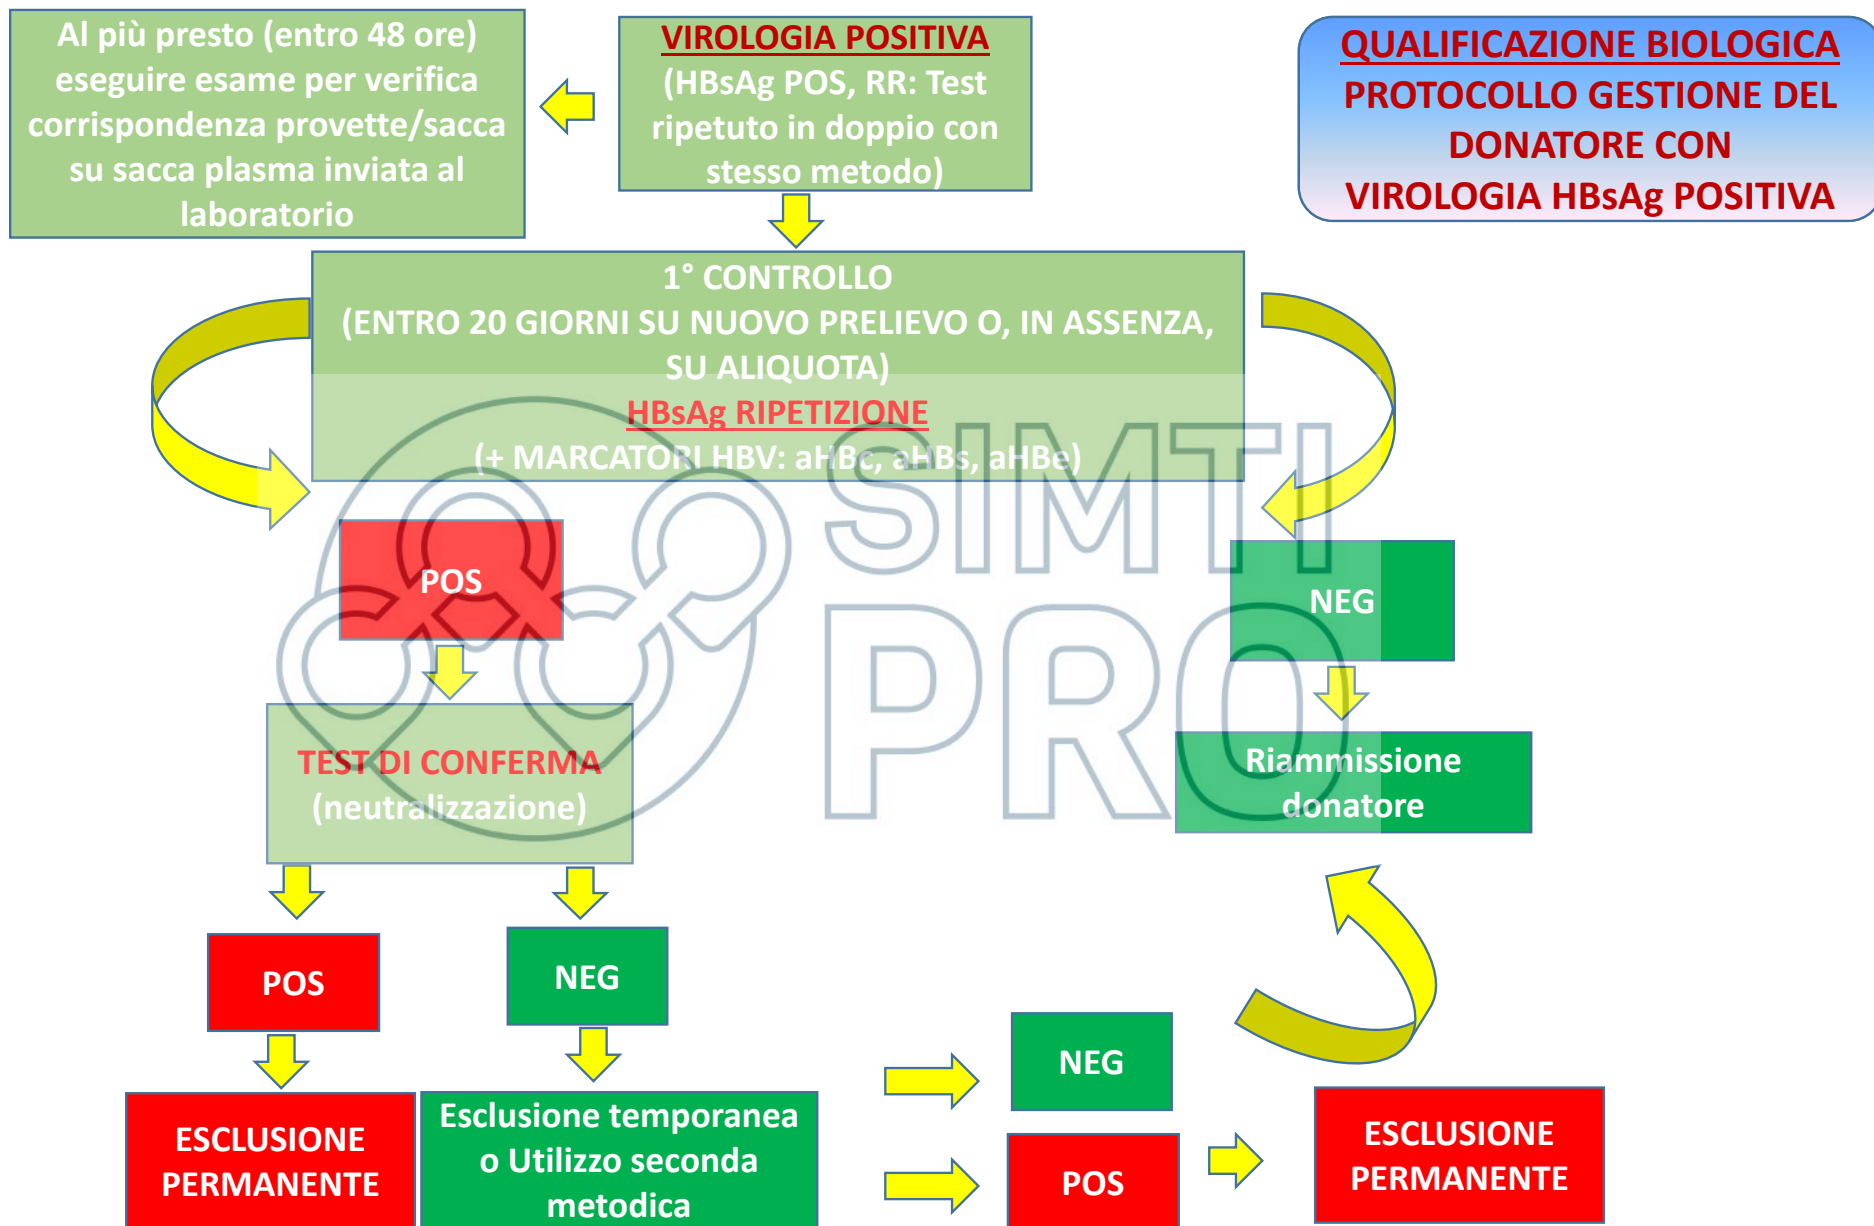 Al più presto (entro 48 ore)
eseguire esame per verifica
corrispondenza provette/sacca
su sacca plasma inviata al
laboratorio
VIROLOGIA POSITIVA
(HBsAg POS, RR: Test
ripetuto in doppio con
stesso metodo)
QUALIFICAZIONE BIOLOGICA
PROTOCOLLO GESTIONE DEL
DONATORE CON
VIROLOGIA HBsAg POSITIVA
1° CONTROLLO
(ENTRO 20 GIORNI SU NUOVO PRELIEVO O, IN ASSENZA,
SU ALIQUOTA)
HBsAg RIPETIZIONE
(+ MARCATORI HBV: aHBc, aHBs, aHBe)
SIMTI
PRO
POS
NEG
TEST DI CONFERMA
(neutralizzazione)
Riammissione
donatore
POS
NEG
ESCLUSIONE
PERMANENTE
Esclusione temporanea
o Utilizzo seconda
metodica
NEG
POS
ESCLUSIONE
PERMANENTE